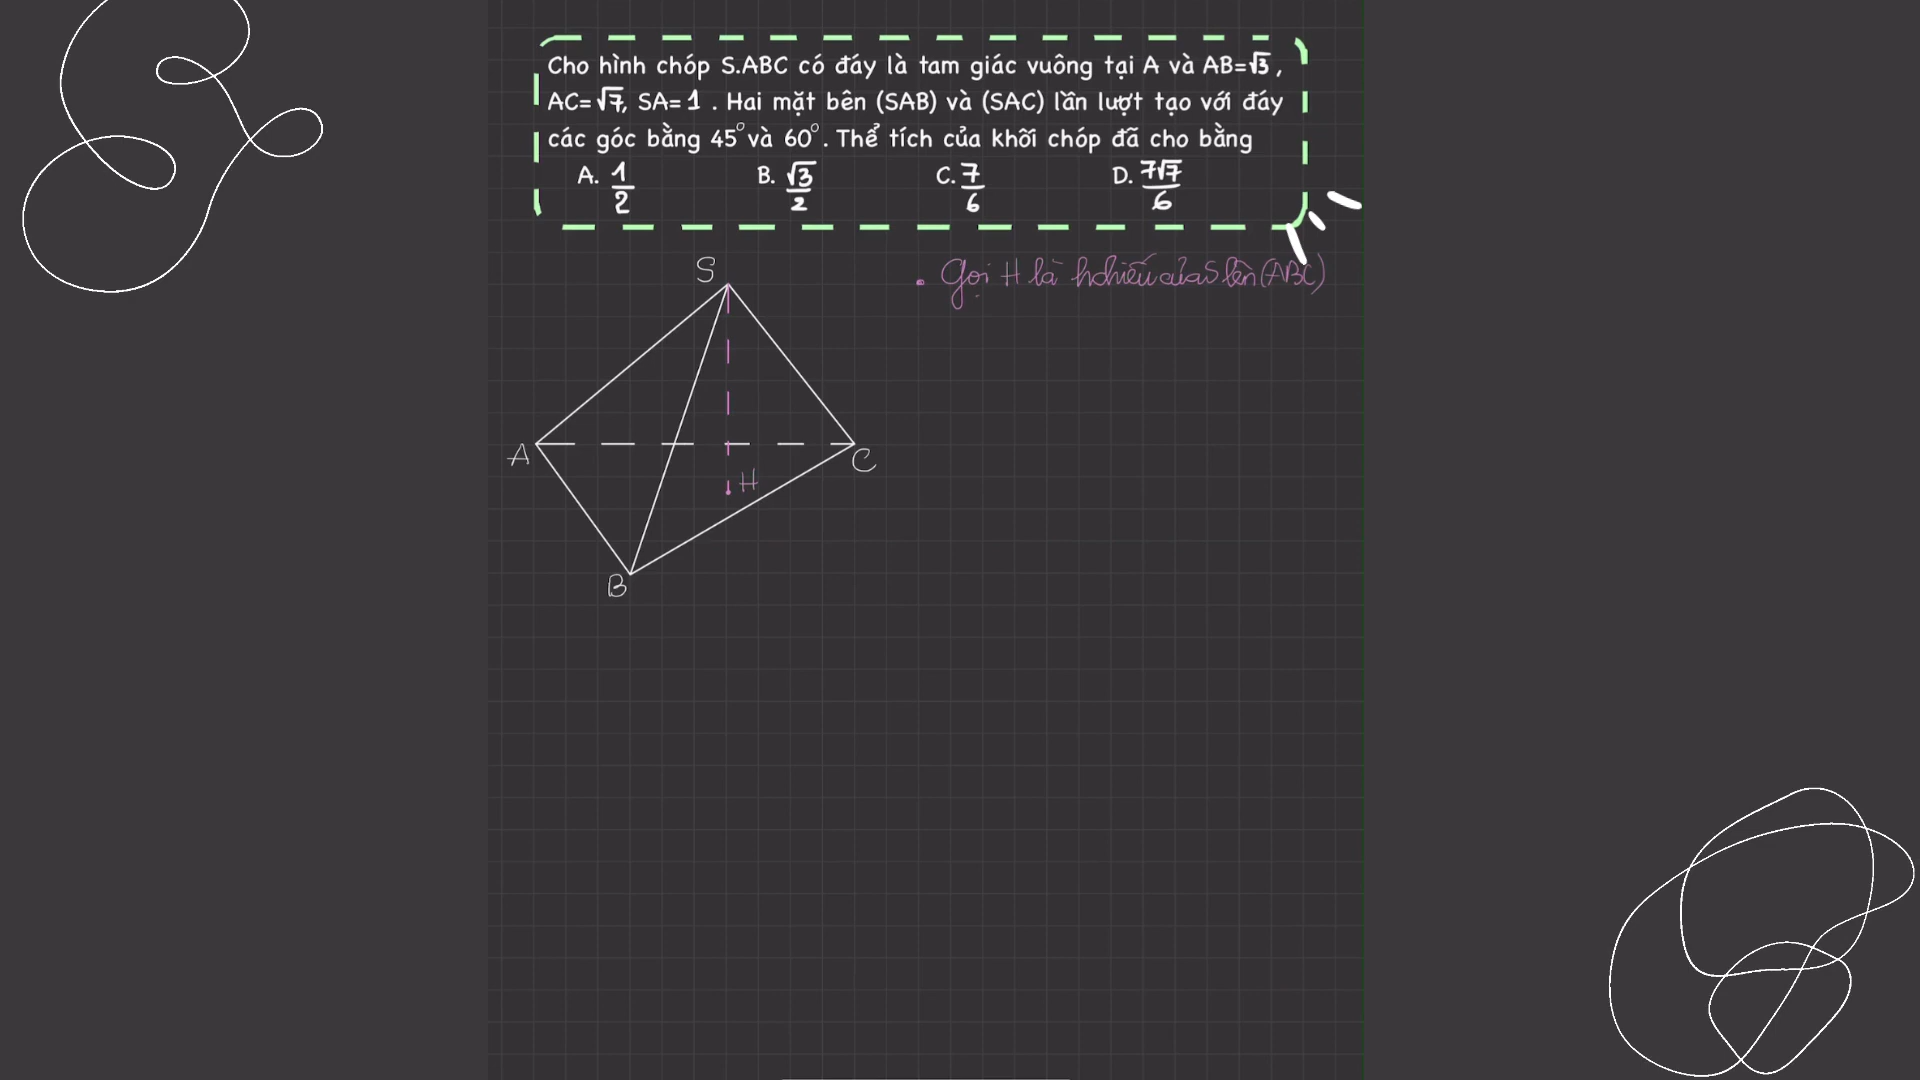 Cho hình chóp S.ABC có đáy là tam giác vuông tại A và AB=√3,
AC=√7, SA=1. Hai mặt bên (SAB) và (SAC) lần lượt tạo với đáy
các góc bằng 45° và 60°. Thể tích của khối chóp đã cho bằng
A. 1/2 B. √3/2 C. 7/6 D. 7√7/6
S
. Gọi H là hchiếu của S lên (ABC)
A
H
C
B